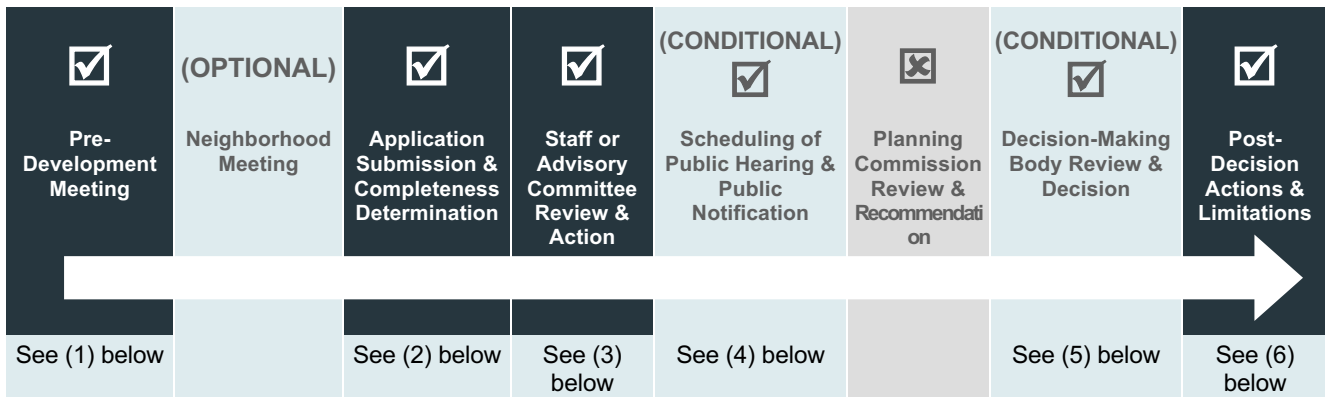 Pre-
Development
Meeting
See (1) below
(OPTIONAL)
Neighborhood
Meeting
Application
Submission &
Completeness
Determination
See (2) below
Staff or
Advisory
Committee
Review &
Action
See (3)
below
(CONDITIONAL)
Scheduling of
Public Hearing &
Public
Notification
See (4) below
Planning
Commission
Review &
Recommendati
on
(CONDITIONAL)
Decision-Making
Body Review &
Decision
See (5) below
Post-
Decision
Actions &
Limitations
See (6)
below